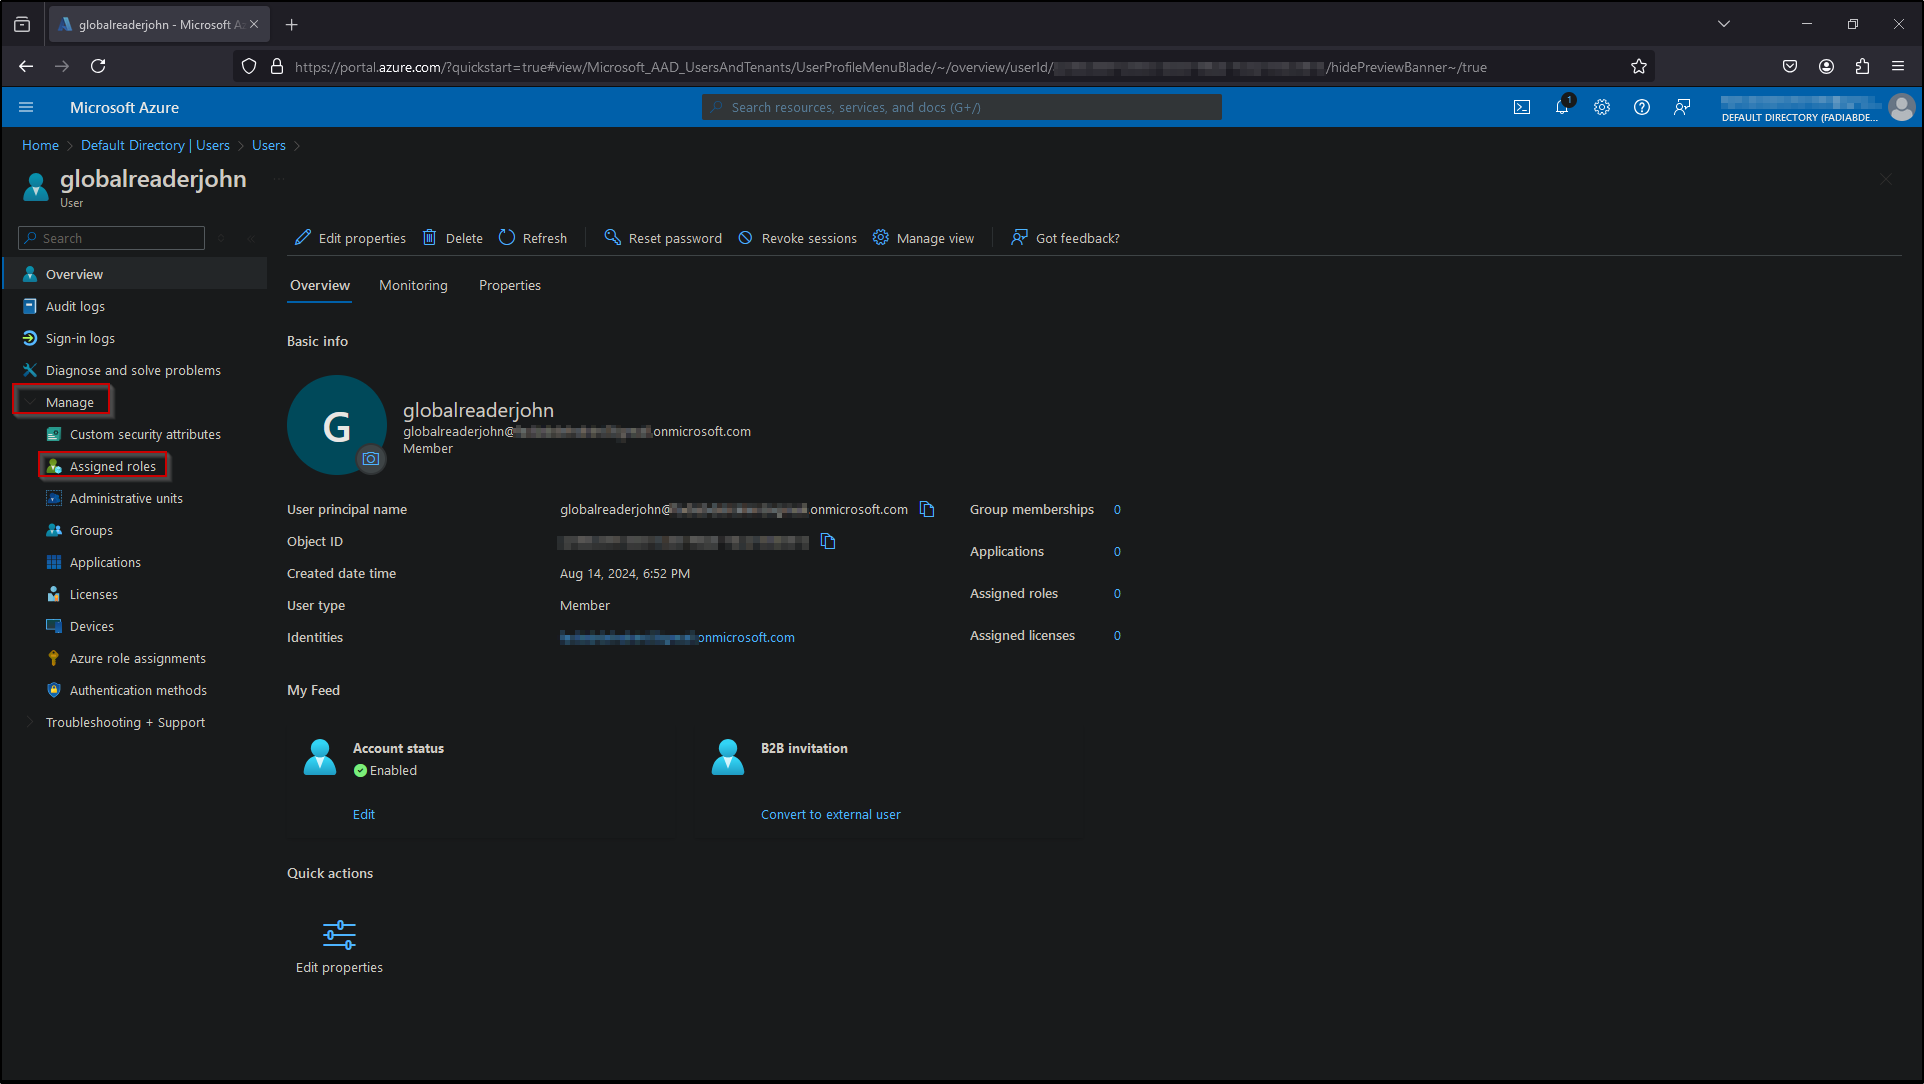 globalreaderjohn - Microsoft Az
https://portal.azure.com/?quickstart=true#view/Microsoft_AAD_UsersAndTenants/UserProfileMenuBlade/~/overview/userId/ /hidePreviewBanner~/true
Microsoft Azure
Search resources, services, and docs (G+/)
1
DEFAULT DIRECTORY (FADIABDE...
Home > Default Directory | Users > Users >
globalreaderjohn ...
User
Search
Edit properties
Delete
Refresh
Reset password
Revoke sessions
Manage view
Got feedback?
Overview
Audit logs
Sign-in logs
Diagnose and solve problems
Manage
Custom security attributes
Assigned roles
Administrative units
Groups
Applications
Licenses
Devices
Azure role assignments
Authentication methods
Troubleshooting + Support
Overview
Monitoring
Properties
Basic info
G
globalreaderjohn
globalreaderjohn@ .onmicrosoft.com
Member
User principal name
globalreaderjohn@ .onmicrosoft.com
Object ID
Created date time
Aug 14, 2024, 6:52 PM
User type
Member
Identities
onmicrosoft.com
Group memberships 0
Applications 0
Assigned roles 0
Assigned licenses 0
My Feed
Account status
Enabled
Edit
B2B invitation
Convert to external user
Quick actions
Edit properties